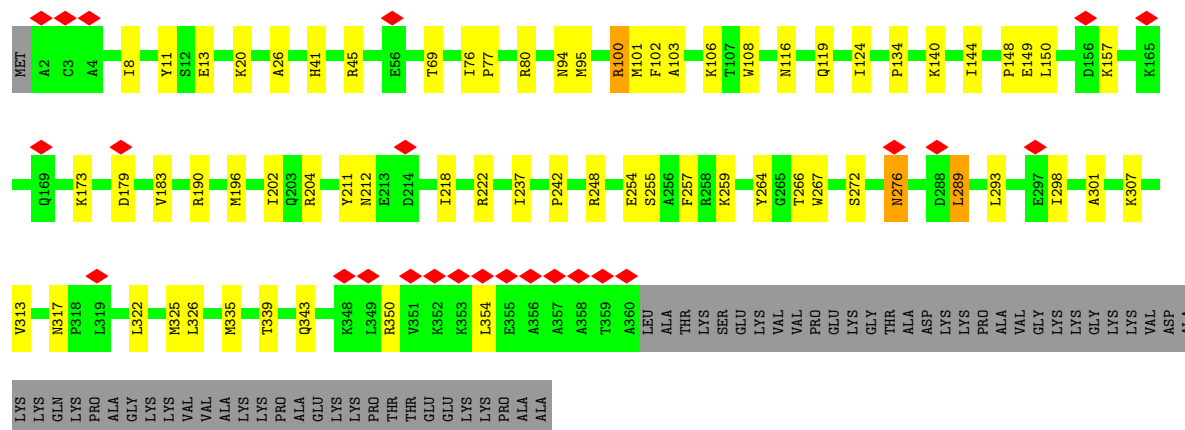 MET A2 C3 A4 I8 Y11 S12 E13 K20 A26 H41 R45 E56 T69 I76 P77 R80 N94 M95 R100 M101 F102 A103 K106 T107 W108 N116 Q119 I124 P134 K140 I144 P148 E149 L150 D156 K157 K165
Q169 K173 D179 V183 R190 M196 I202 Q203 R204 Y211 N212 E213 D214 I218 R222 I237 P242 R248 E254 S255 A256 F257 R258 K259 Y264 G265 T266 W267 S272 N276 D288 L289 L293 E297 I298 A301 K307
V313 N317 P318 L319 L322 M325 L326 M335 T339 Q343 K348 L349 R350 V351 K352 K353 L354 E355 A356 A357 A358 T359 A360 LEU ALA THR LYS SER GLU LYS VAL VAL PRO GLU LYS GLY THR ALA ASP LYS LYS PRO ALA VAL GLY LYS LYS GLY LYS LYS VAL ASP ALA
LYS LYS GLN LYS PRO ALA GLY LYS LYS VAL VAL ALA LYS LYS PRO ALA GLU LYS LYS PRO THR THR GLU GLU LYS LYS PRO ALA ALA